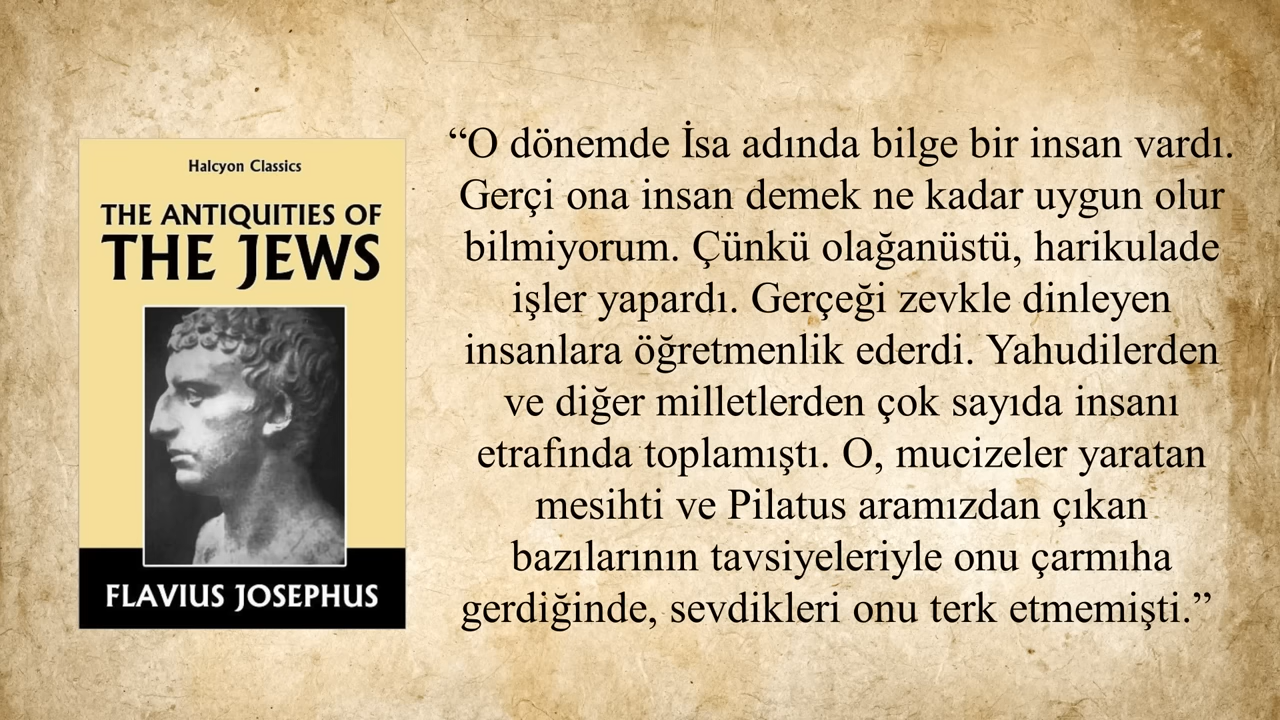 Halcyon Classics
THE ANTIQUITIES OF
THE JEWS
FLAVIUS JOSEPHUS
“O dönemde İsa adında bilge bir insan vardı.
Gerçi ona insan demek ne kadar uygun olur
bilmiyorum. Çünkü olağanüstü, harikulade
işler yapardı. Gerçeği zevkle dinleyen
insanlara öğretmenlik ederdi. Yahudilerden
ve diğer milletlerden çok sayıda insanı
etrafında toplamıştı. O, mucizeler yaratan
mesihti ve Pilatus aramızdan çıkan
bazılarının tavsiyeleriyle onu çarmıha
gerdiğinde, sevdikleri onu terk etmemişti.”